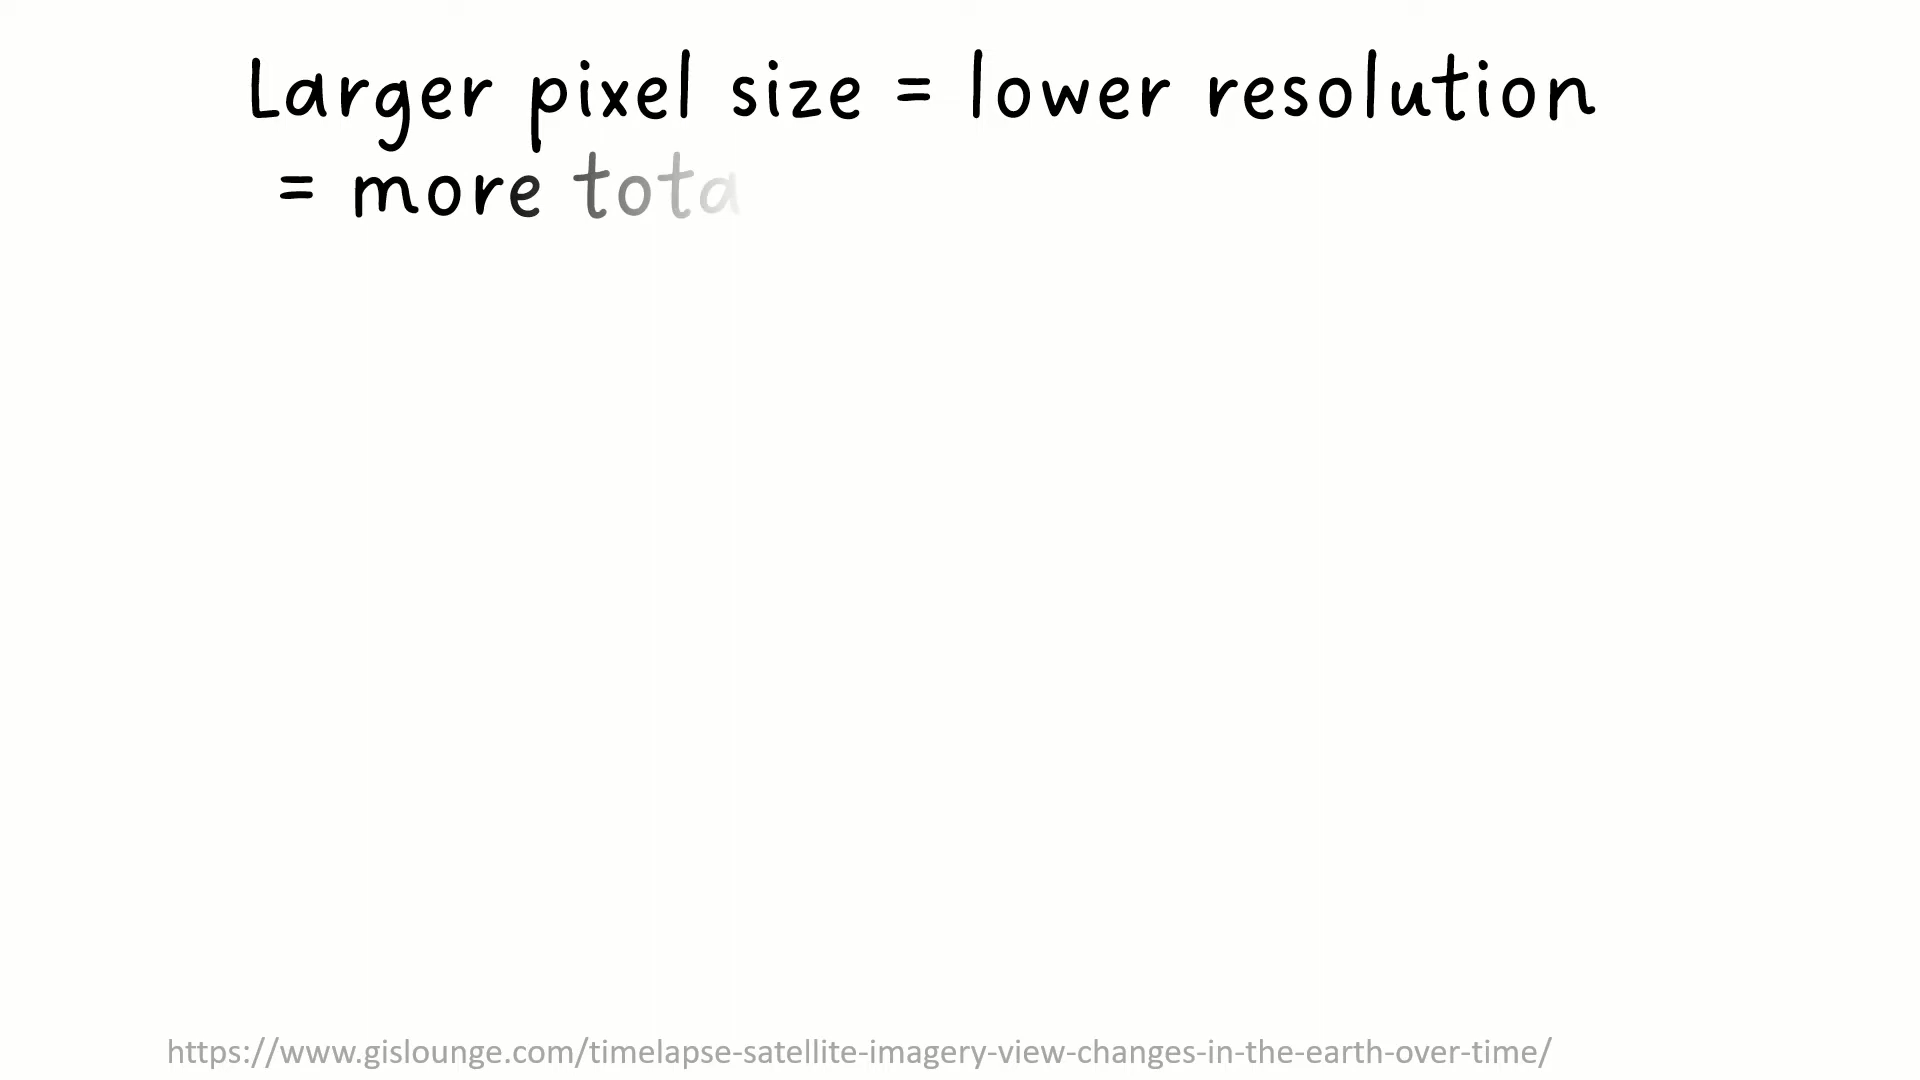 Larger pixel size = lower resolution
= more tota
https://www.gislounge.com/timelapse-satellite-imagery-view-changes-in-the-earth-over-time/